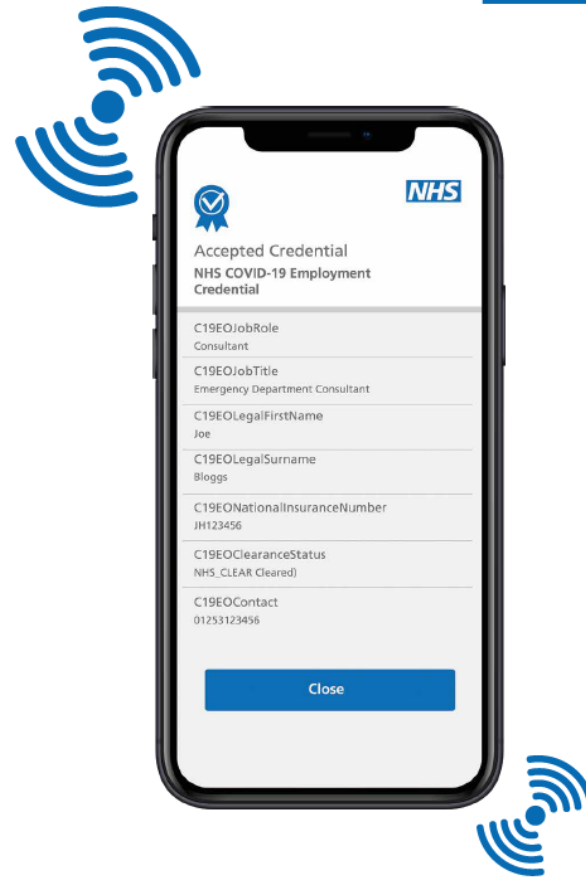 NHS
Accepted Credential
NHS COVID-19 Employment
Credential
C19EOJobRole
Consultant
C19EOJobTitle
Emergency Department Consultant
C19EOLegalFirstName
Joe
C19EOLegalSurname
Bloggs
C19EONationalInsuranceNumber
JH123456
C19EOClearanceStatus
NHS_CLEAR Cleared)
C19EOContact
01253123456
Close